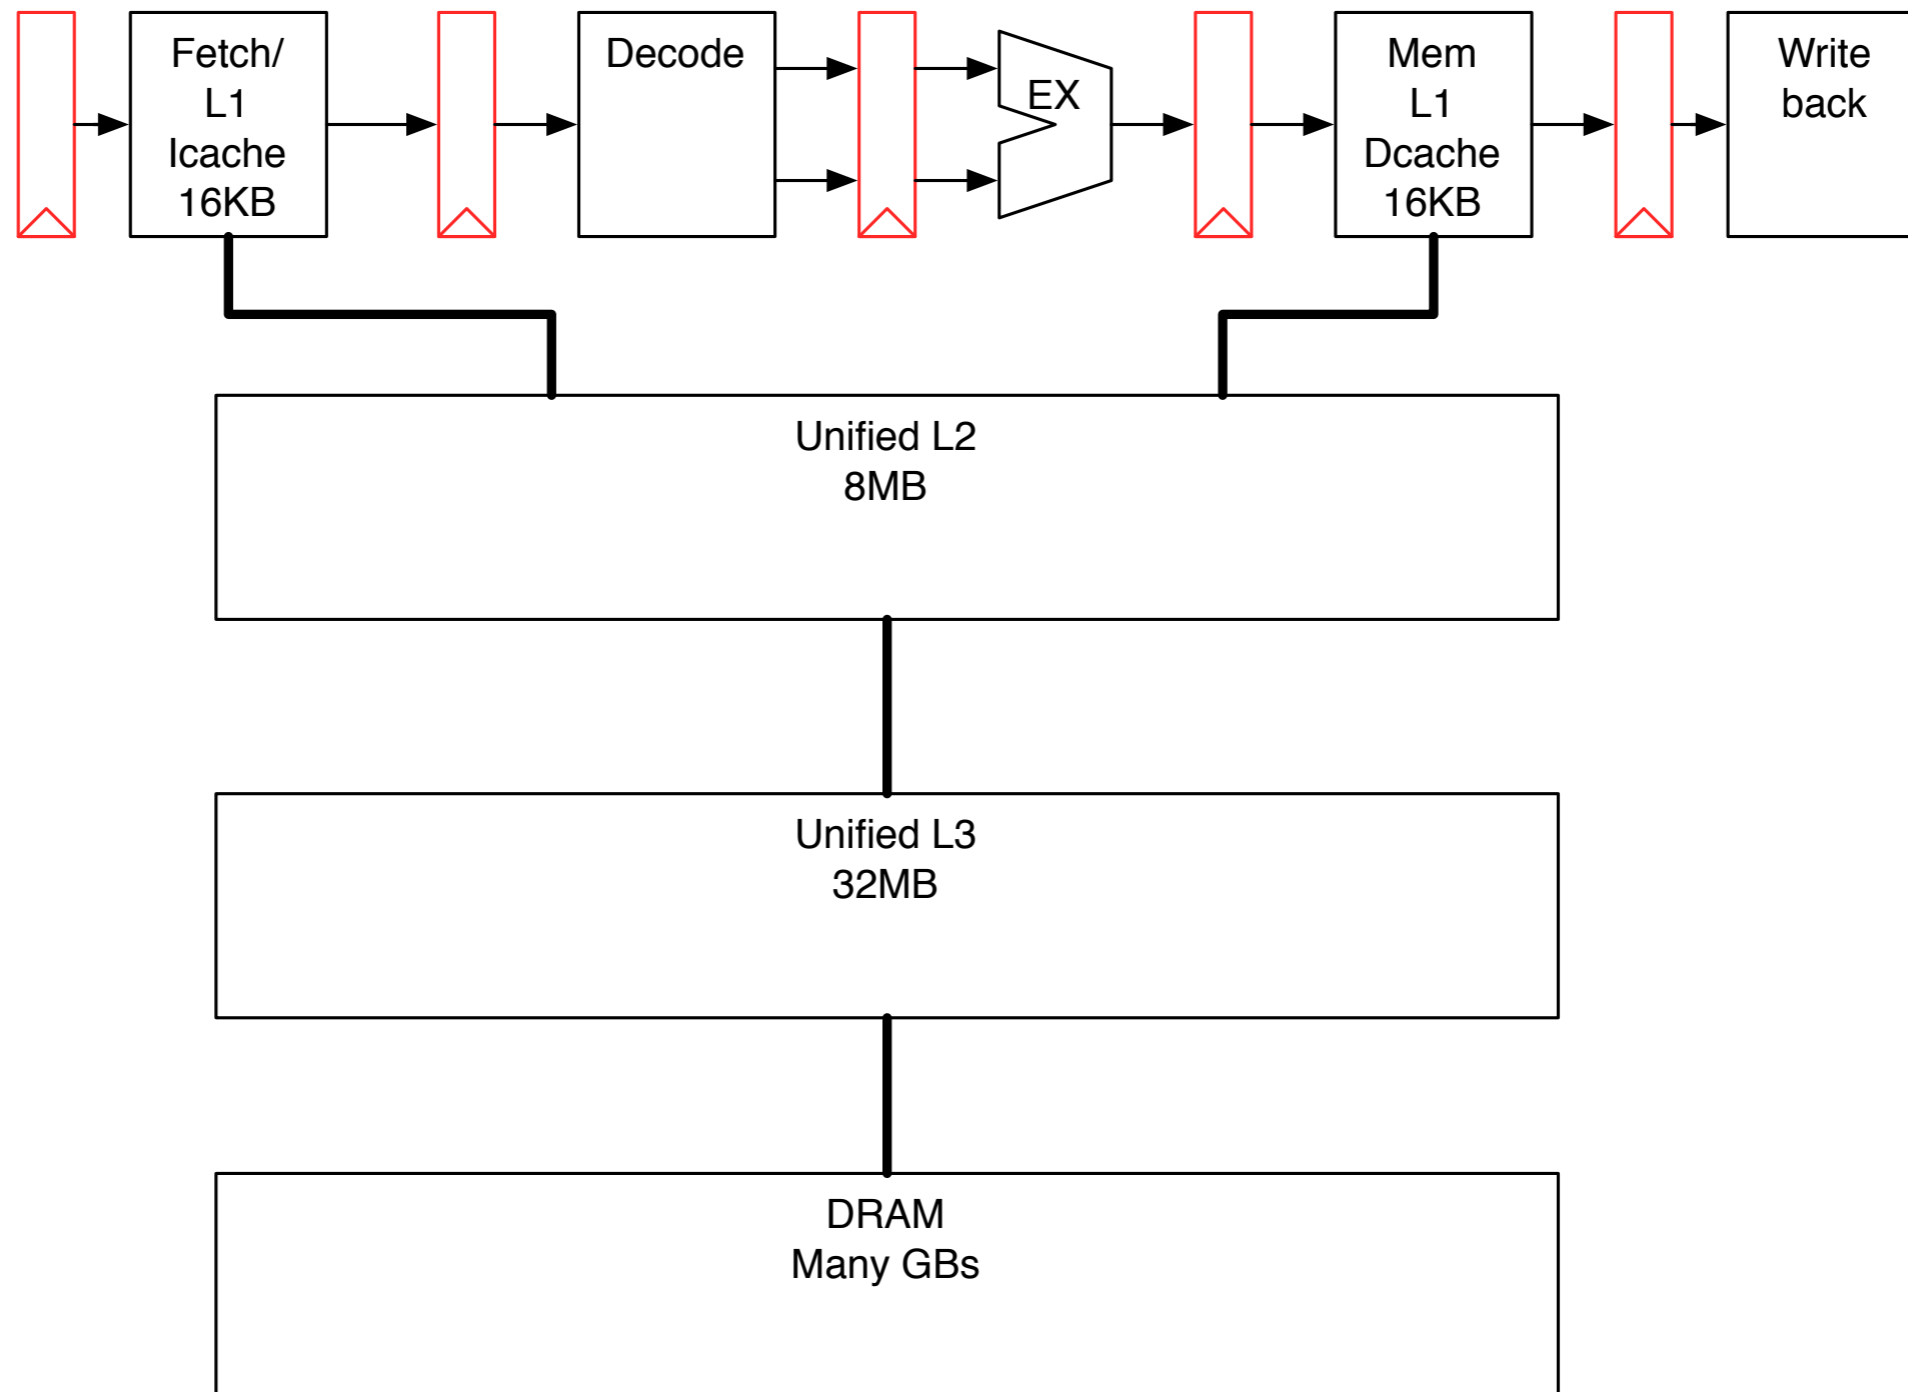 Fetch/
L1
Icache
16KB
Decode
EX
Mem
L1
Dcache
16KB
Write
back
Unified L2
8MB
Unified L3
32MB
DRAM
Many GBs